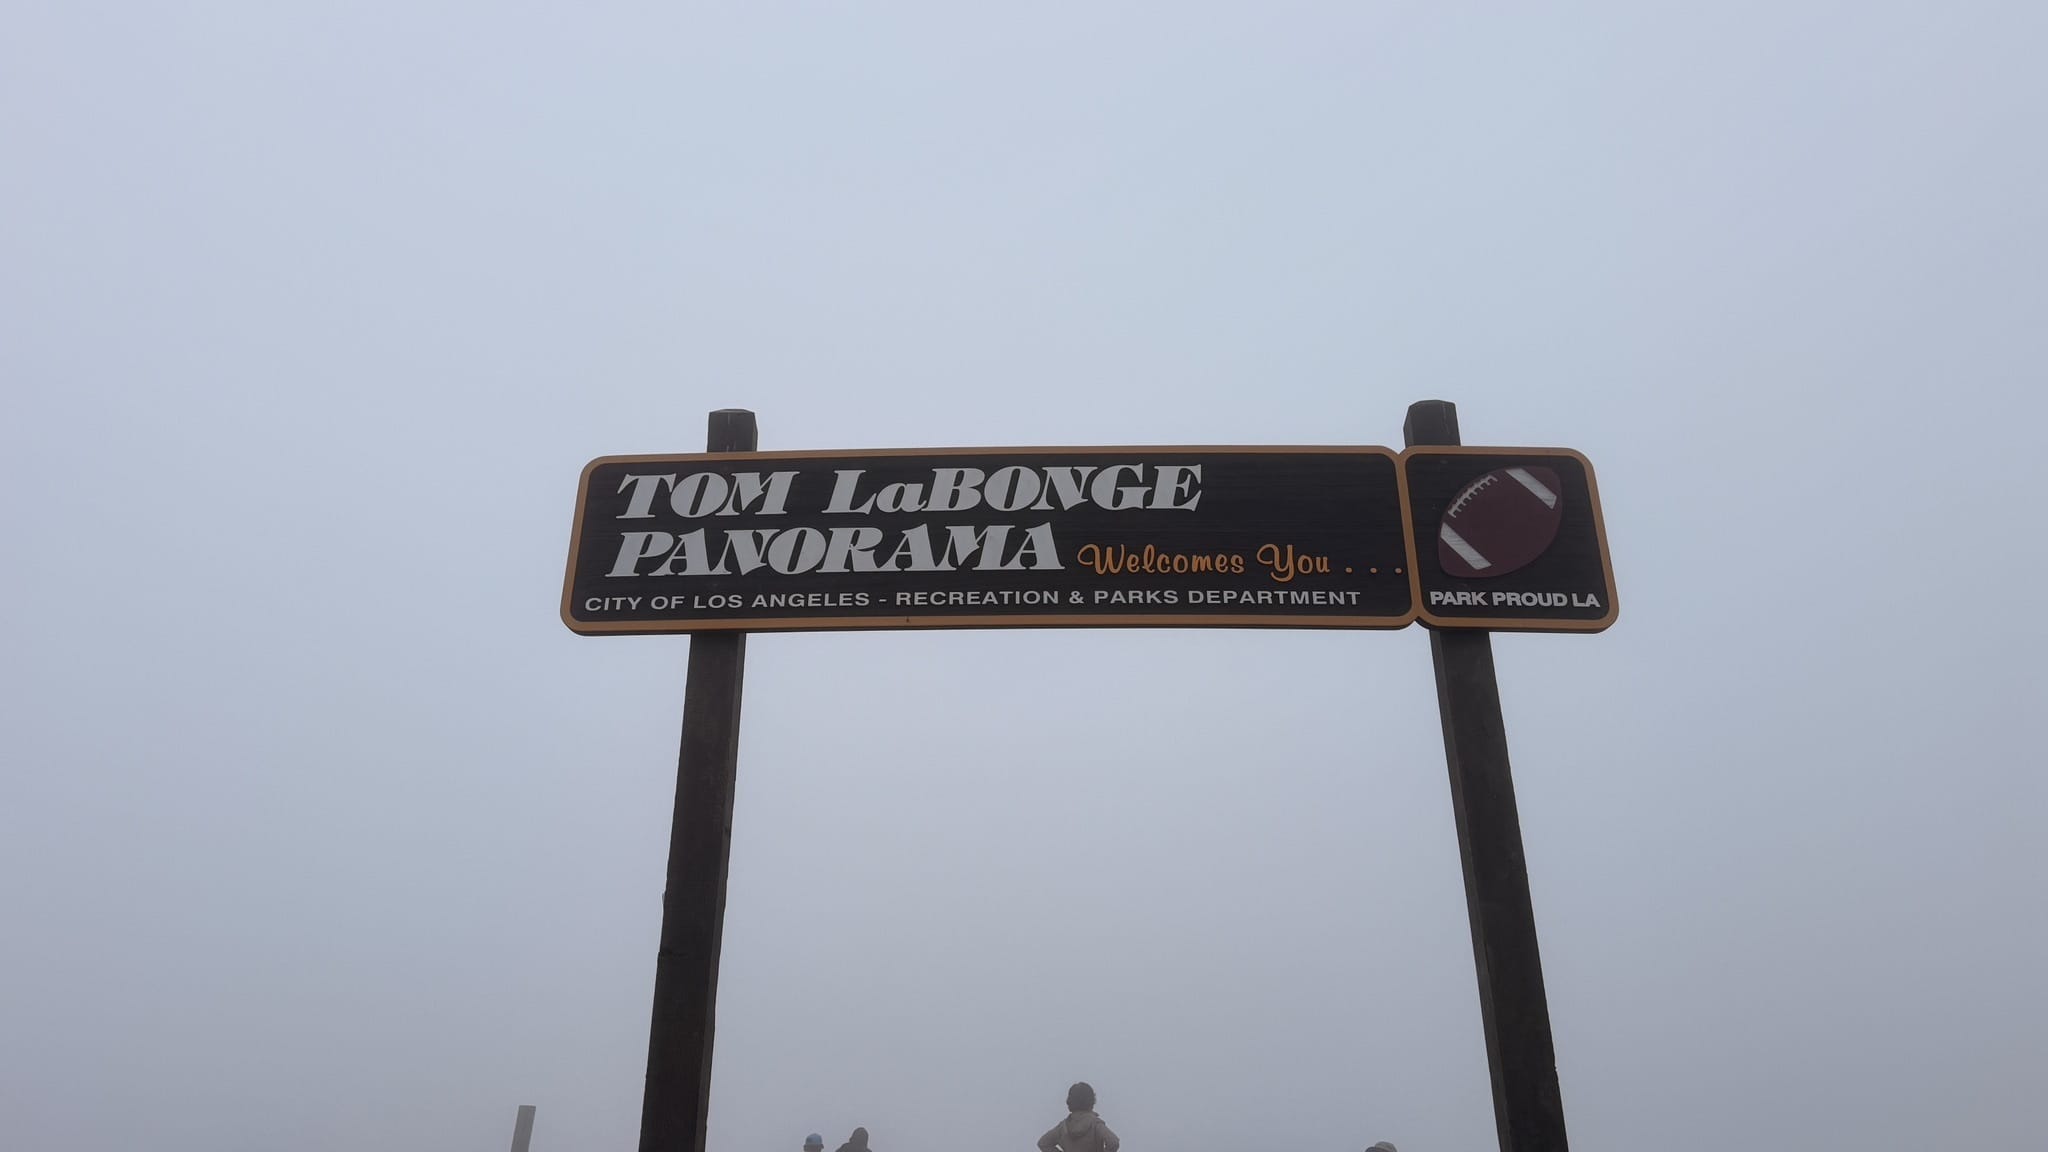 TOM LaBONGE
PANORAMA Welcomes You . . .
CITY OF LOS ANGELES - RECREATION & PARKS DEPARTMENT
PARK PROUD LA